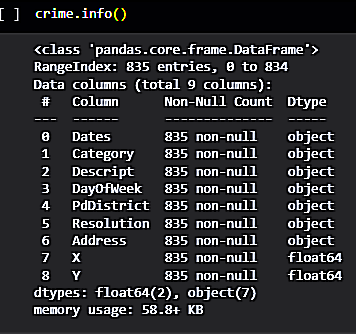 [ ] crime.info()
<class 'pandas.core.frame.DataFrame'>
RangeIndex: 835 entries, 0 to 834
Data columns (total 9 columns):
 #   Column      Non-Null Count  Dtype
---  ------      --------------  -----
 0   Dates       835 non-null    object
 1   Category    835 non-null    object
 2   Descript    835 non-null    object
 3   DayOfWeek   835 non-null    object
 4   PdDistrict  835 non-null    object
 5   Resolution  835 non-null    object
 6   Address     835 non-null    object
 7   X           835 non-null    float64
 8   Y           835 non-null    float64
dtypes: float64(2), object(7)
memory usage: 58.8+ KB